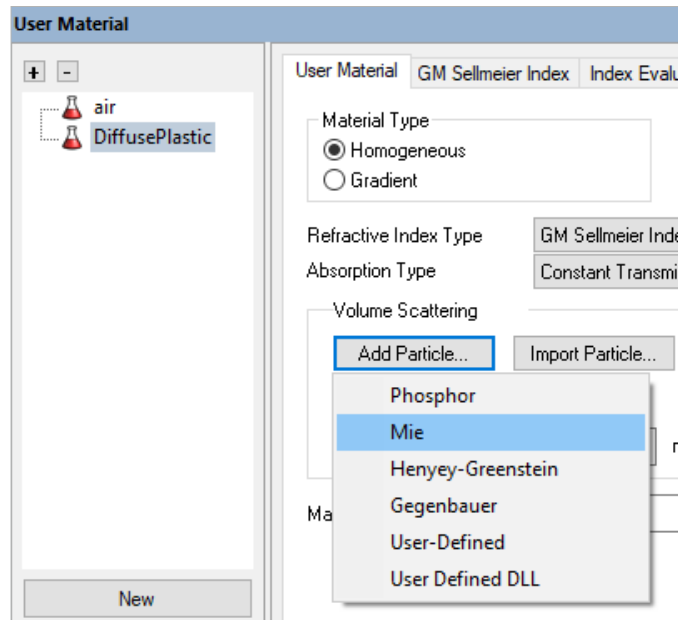 User Material
+ -
air
DiffusePlastic
New
User Material GM Sellmeier Index Index Evalu
Material Type
Homogeneous
Gradient
Refractive Index Type GM Sellmeier Inde
Absorption Type Constant Transmi
Volume Scattering
Add Particle... Import Particle...
Phosphor
Mie
Henyey-Greenstein
Gegenbauer
User-Defined
User Defined DLL
Ma